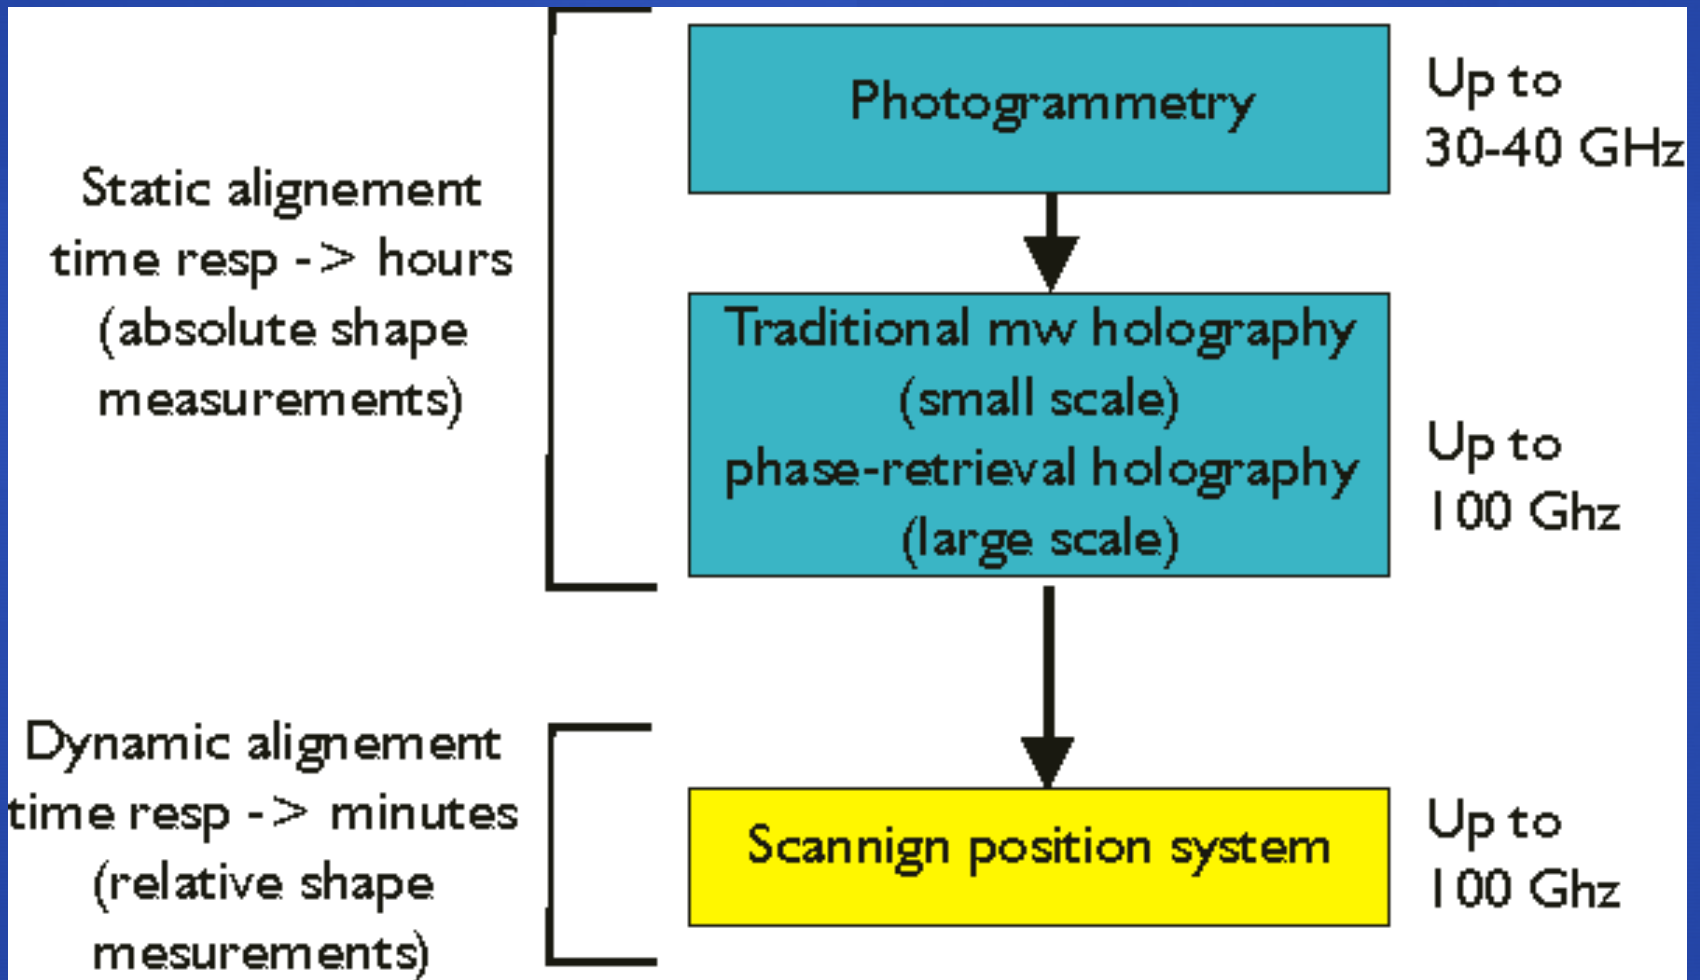 Photogrammetry
Up to
30-40 GHz
Static alignement
time resp -> hours
(absolute shape
measurements)
Traditional mw holography
(small scale)
phase-retrieval holography
(large scale)
Up to
100 Ghz
Dynamic alignement
time resp -> minutes
(relative shape
mesurements)
Scannign position system
Up to
100 Ghz